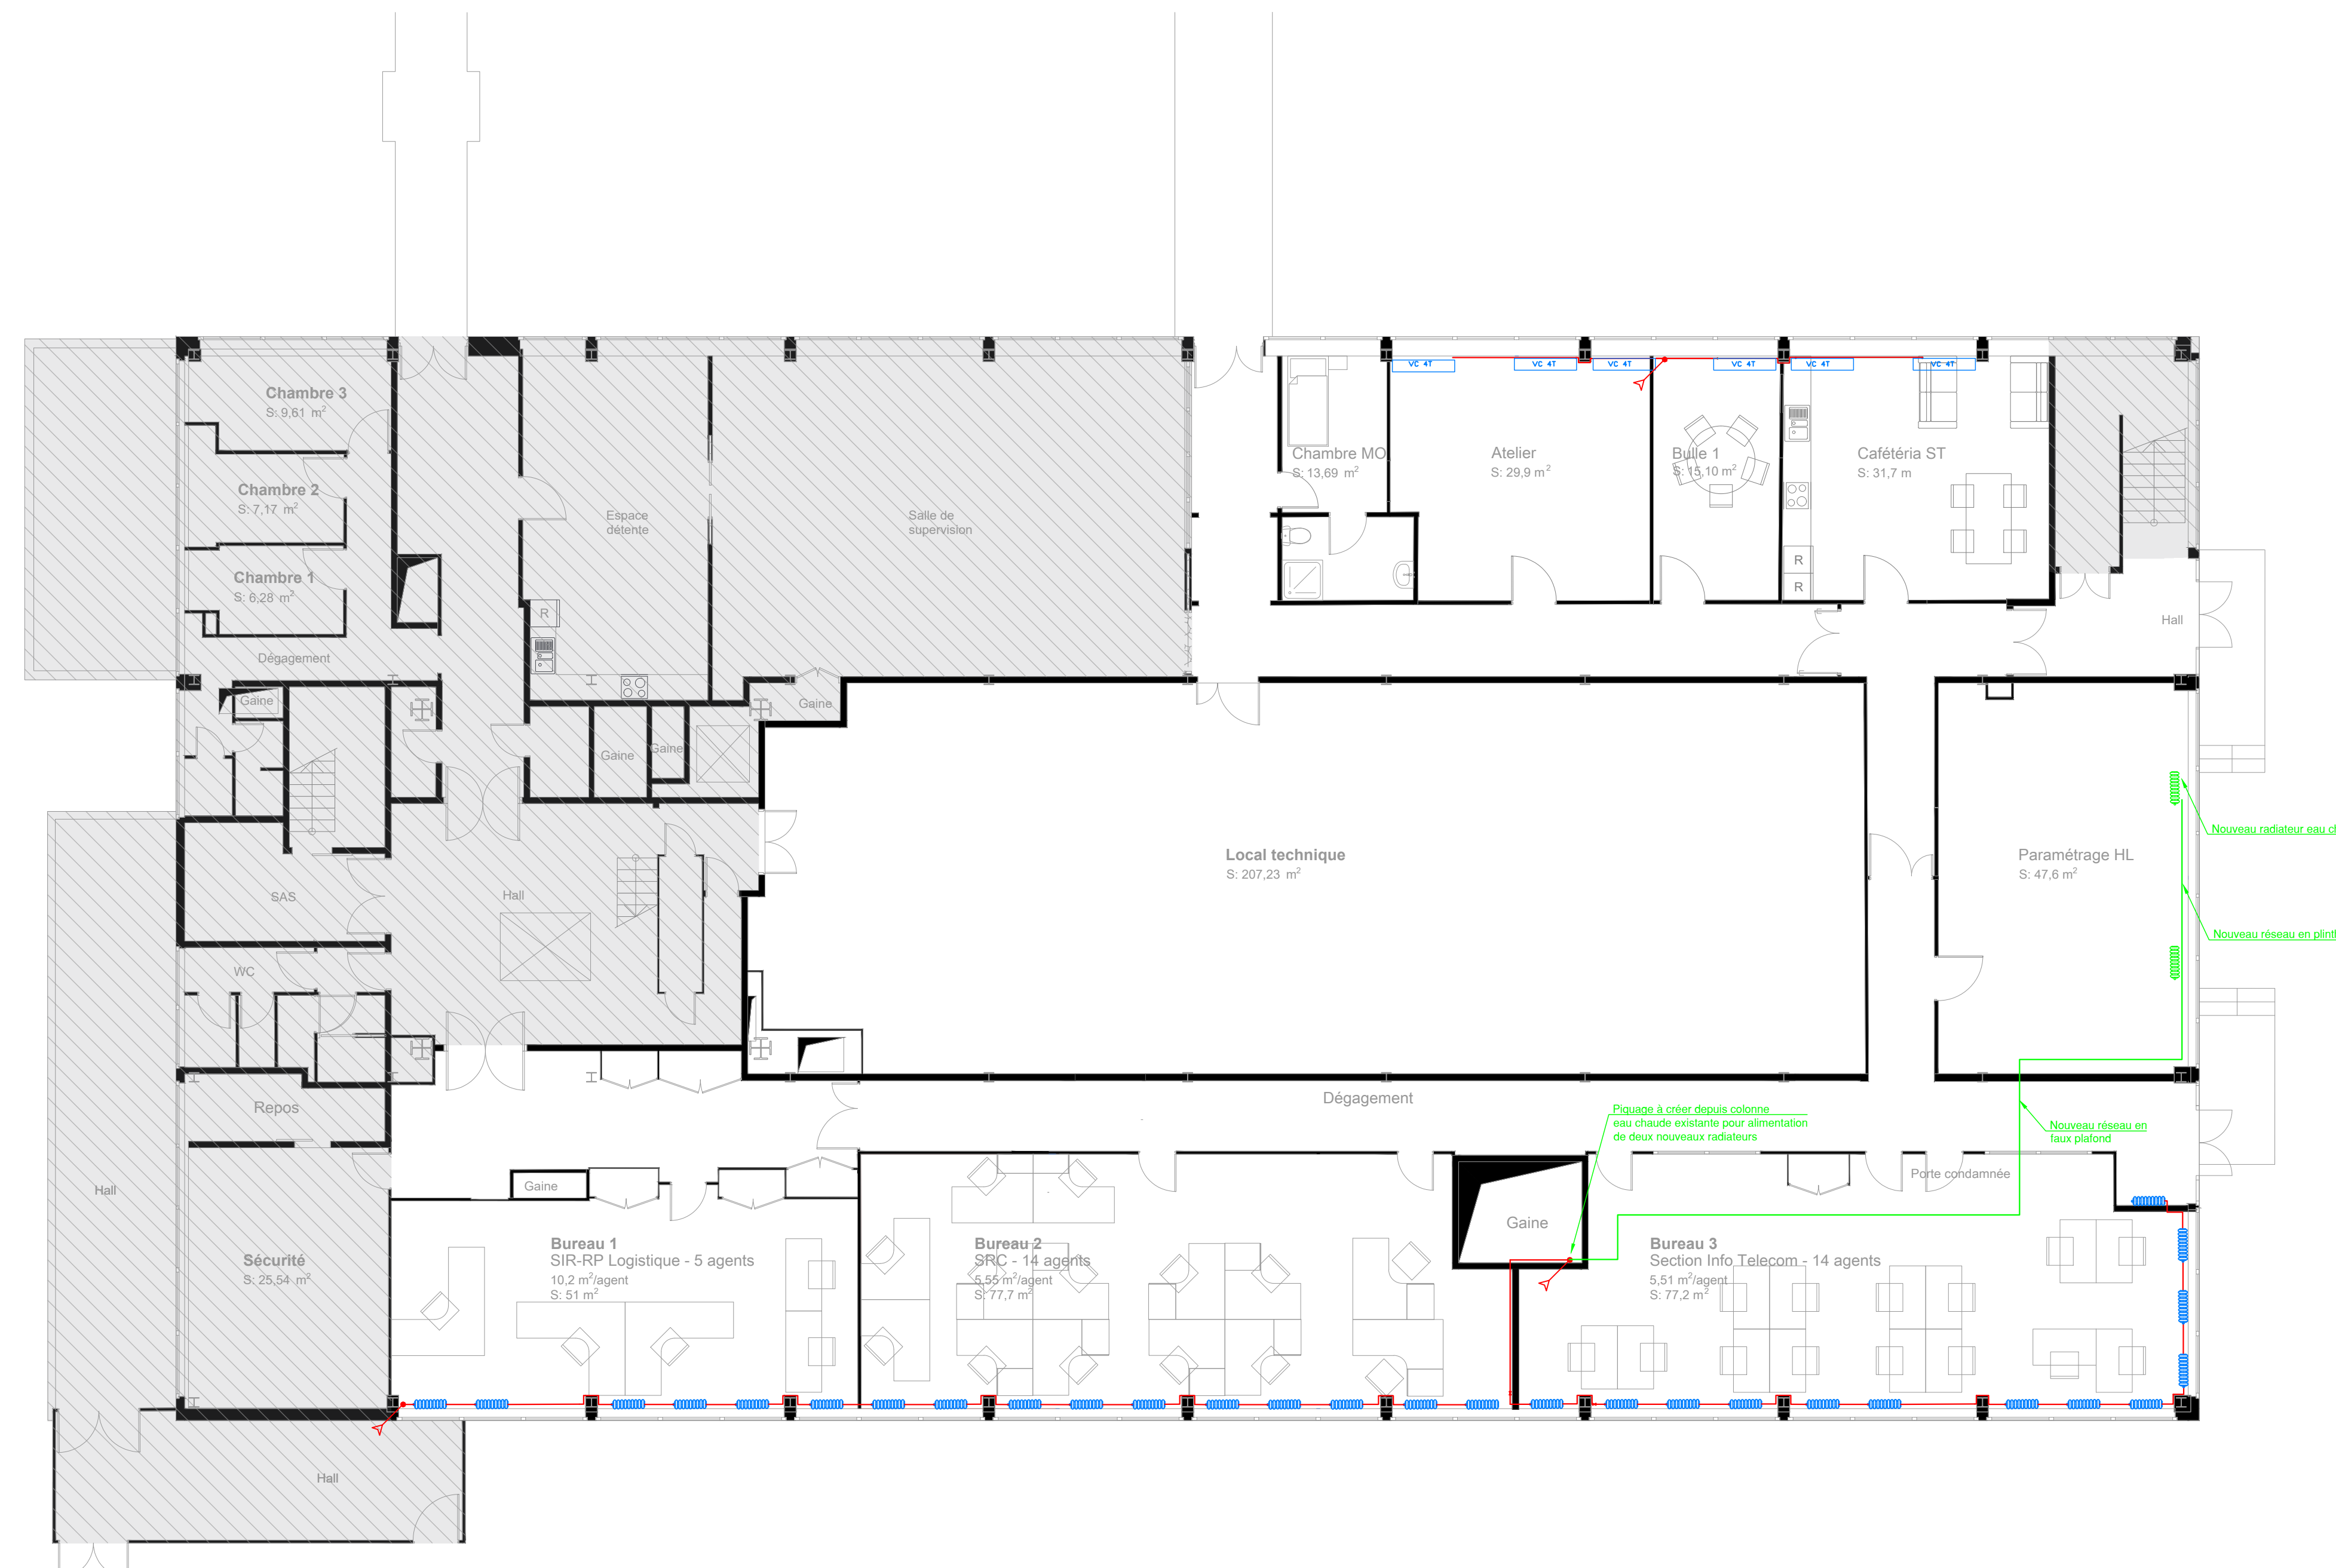 VC 4T
VC 4T
VC 4T
VC 4T
VC 4T
VC 4T
Chambre 3
S: 9,61 m²
Chambre MO
S: 13,69 m²
Atelier
S: 29,9 m²
Bulle 1
S: 15,10 m²
Cafétéria ST
S: 31,7 m
Chambre 2
S: 7,17 m²
Espace
détente
Salle de
supervision
R
R
Chambre 1
S: 6,28 m²
R
Hall
Dégagement
Gaine
Gaine
Gaine
Gaine
Nouveau radiateur eau
Local technique
S: 207,23 m²
Paramétrage HL
S: 47,6 m²
SAS
Hall
Nouveau réseau en
WC
Dégagement
Repos
Piquage à créer depuis colonne
eau chaude existante pour alimentation
de deux nouveaux radiateurs
Nouveau réseau en
faux plafond
Porte condamnée
Hall
Gaine
Gaine
Sécurité
S: 25,54 m²
Bureau 1
SIR-RP Logistique - 5 agents
10,2 m²/agent
S: 51 m²
Bureau 2
SRC - 14 agents
5,55 m²/agent
S: 77,7 m²
Bureau 3
Section Info Telecom - 14 agents
5,51 m²/agent
S: 77,2 m²
Hall